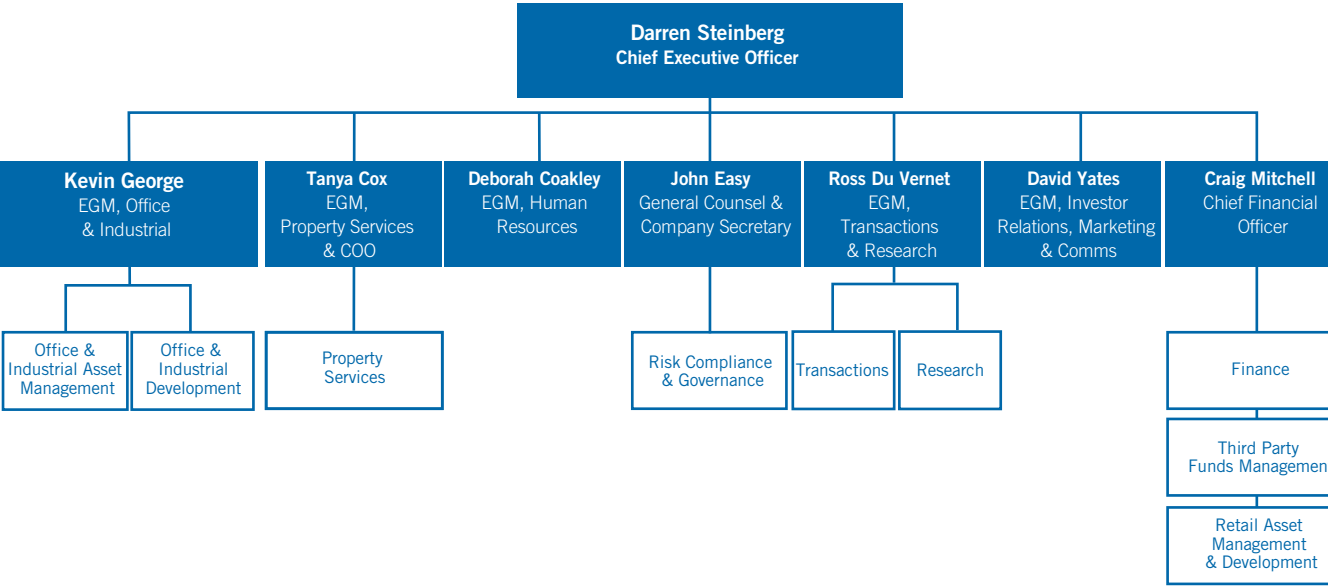 Darren Steinberg
Chief Executive Officer
Kevin George
EGM, Office
& Industrial
Tanya Cox
EGM,
Property Services
& COO
Deborah Coakley
EGM, Human
Resources
John Easy
General Counsel &
Company Secretary
Ross Du Vernet
EGM,
Transactions
& Research
David Yates
EGM, Investor
Relations, Marketing
& Comms
Craig Mitchell
Chief Financial
Officer
Office &
Industrial Asset
Management
Office &
Industrial
Development
Property
Services
Risk Compliance
& Governance
Transactions
Research
Finance
Third Party
Funds Managemen
Retail Asset
Management
& Development